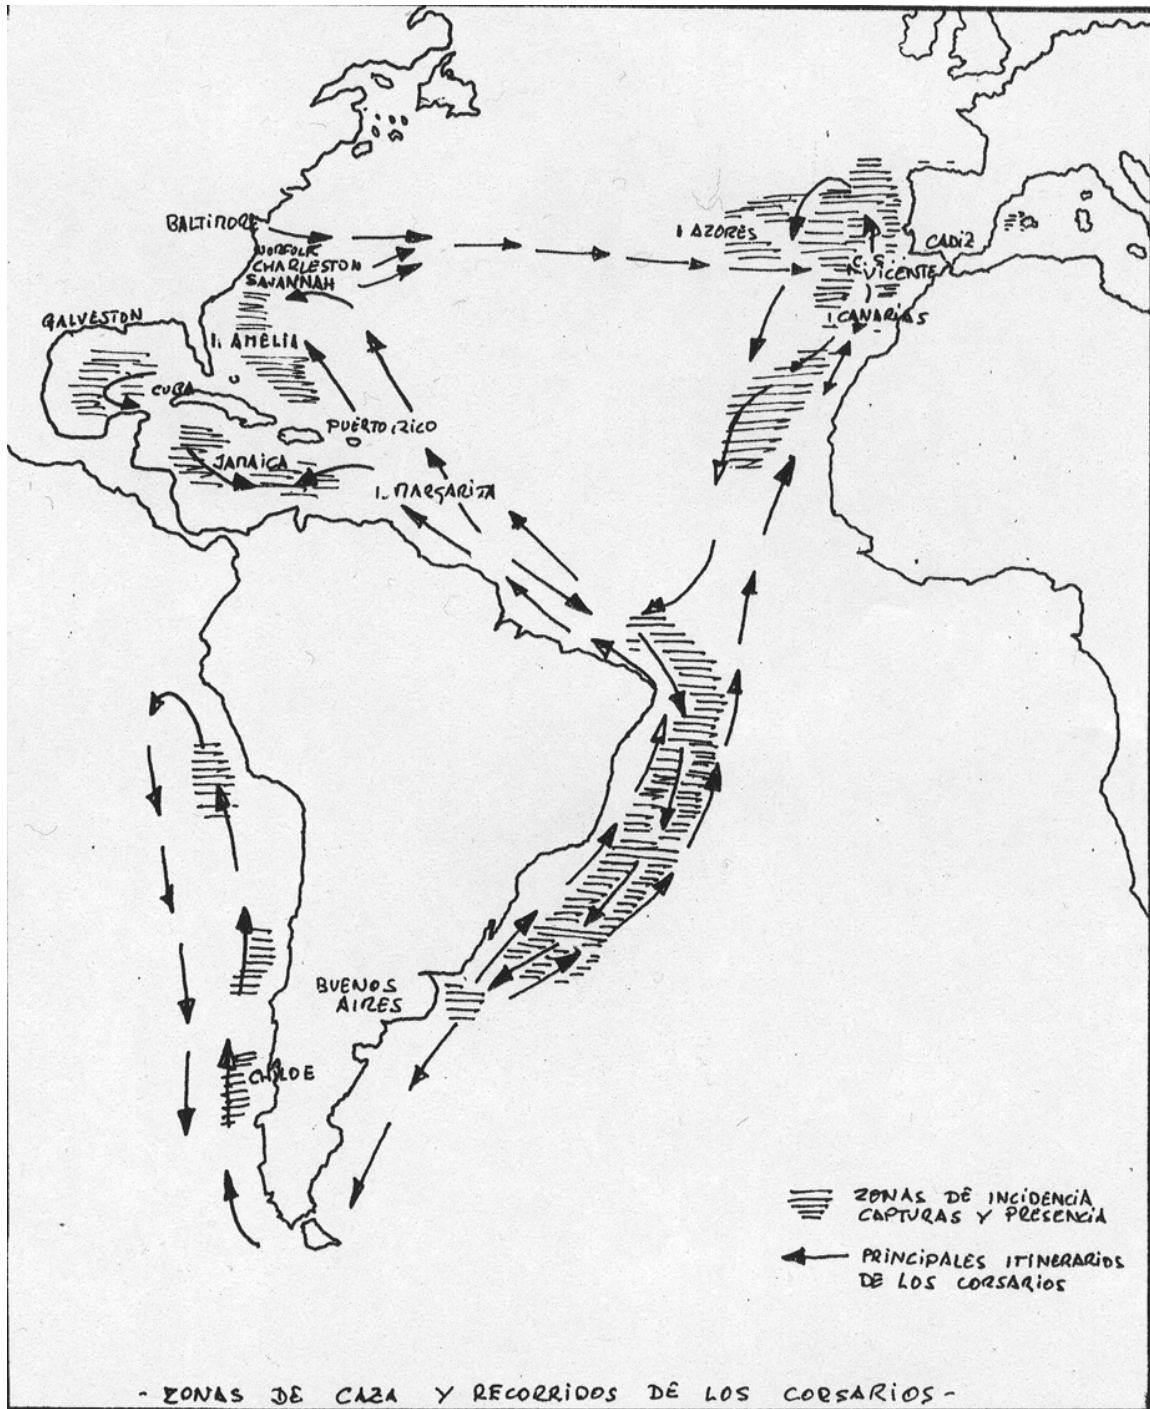 BALTIMORE
NORFOLK
CHARLESTON
SAVANNAH
GALVESTON
I. AMELIA
CUBA
PUERTO RICO
JAMAICA
I. MARGARITA
I AZORES
CADIZ
C. S.
VICENTE
I CANARIAS
BUENOS
AIRES
CHILOE
ZONAS DE INCIDENCIA
CAPTURAS Y PRESENCIA
PRINCIPALES ITINERARIOS
DE LOS CORSARIOS
- ZONAS DE CAZA Y RECORRIDOS DE LOS CORSARIOS -